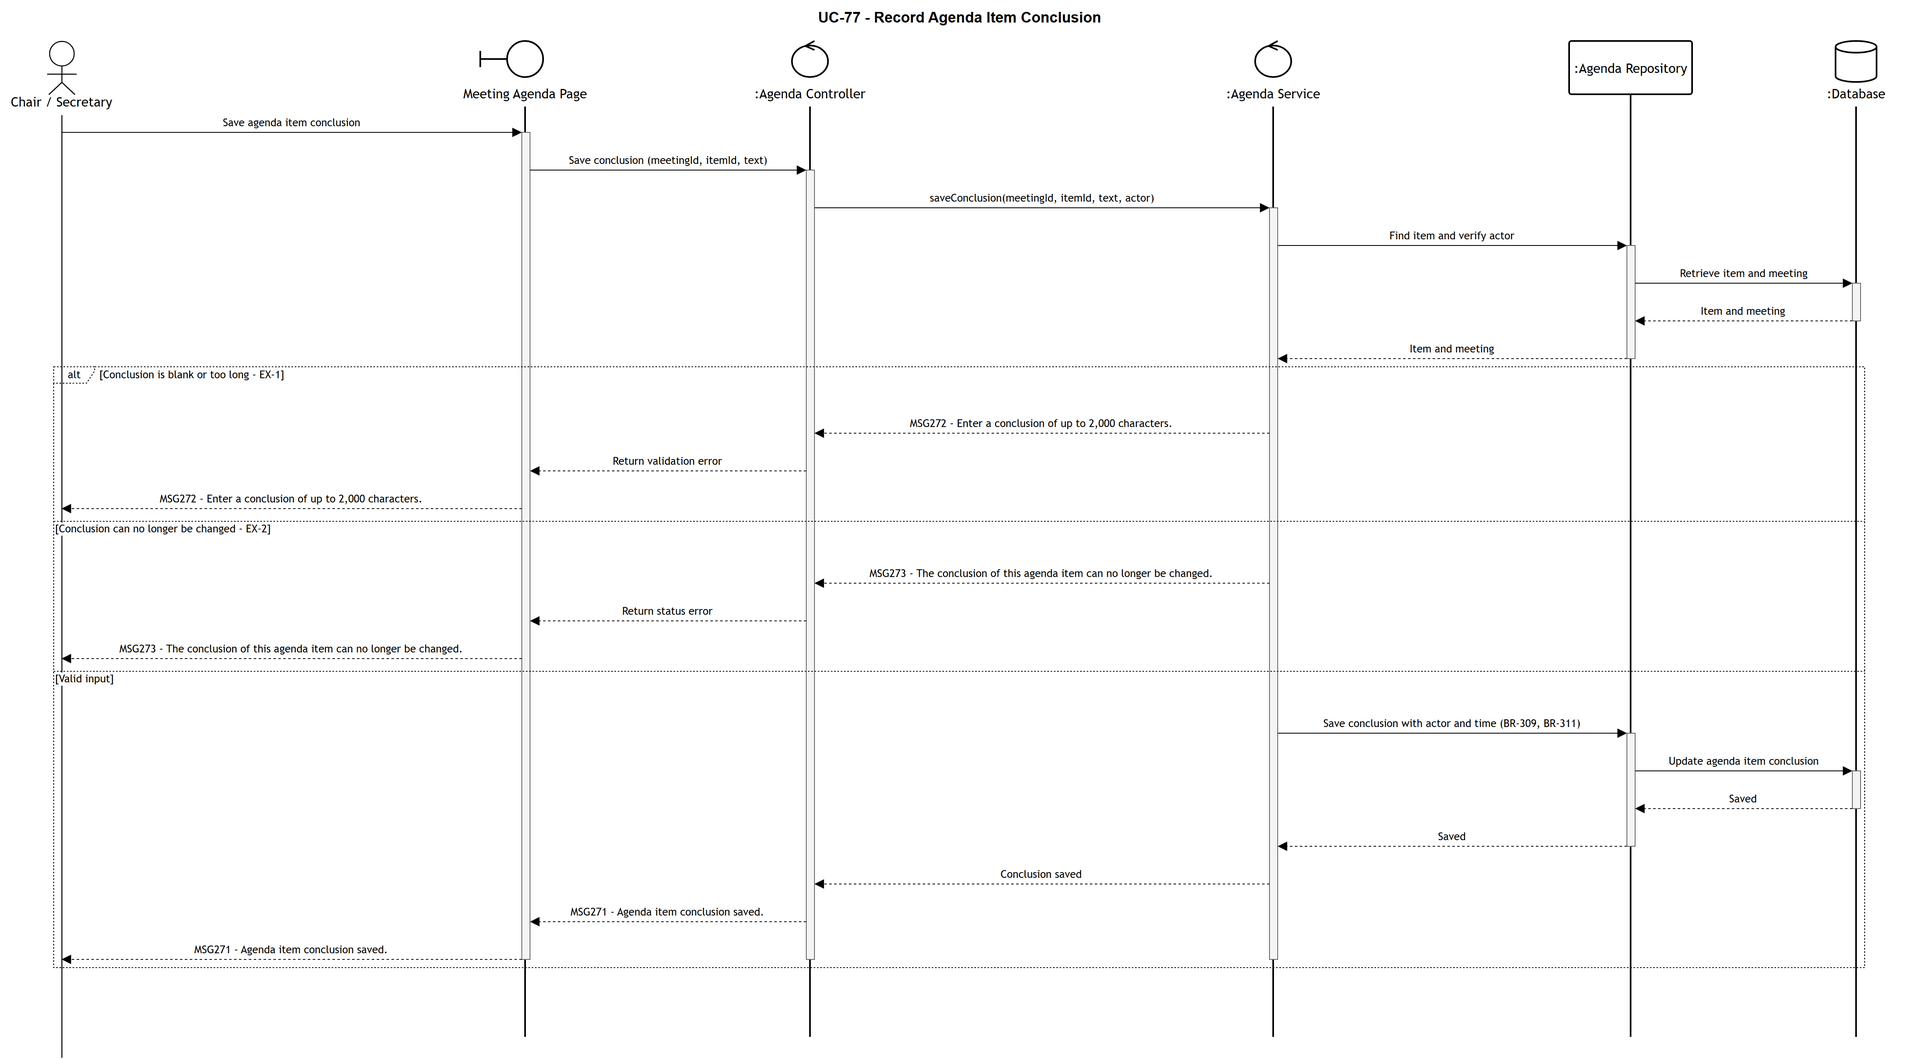 UC-77 - Record Agenda Item Conclusion
Chair / Secretary
Meeting Agenda Page
:Agenda Controller
:Agenda Service
:Agenda Repository
:Database
Save agenda item conclusion
Save conclusion (meetingId, itemId, text)
saveConclusion(meetingId, itemId, text, actor)
Find item and verify actor
Retrieve item and meeting
Item and meeting
Item and meeting
alt
[Conclusion is blank or too long - EX-1]
MSG272 - Enter a conclusion of up to 2,000 characters.
Return validation error
MSG272 - Enter a conclusion of up to 2,000 characters.
[Conclusion can no longer be changed - EX-2]
MSG273 - The conclusion of this agenda item can no longer be changed.
Return status error
MSG273 - The conclusion of this agenda item can no longer be changed.
[Valid input]
Save conclusion with actor and time (BR-309, BR-311)
Update agenda item conclusion
Saved
Saved
Conclusion saved
MSG271 - Agenda item conclusion saved.
MSG271 - Agenda item conclusion saved.